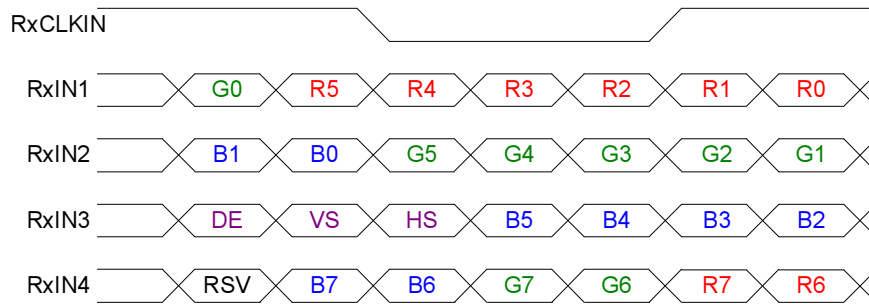 RxCLKIN
RxIN1 G0 R5 R4 R3 R2 R1 R0
RxIN2 B1 B0 G5 G4 G3 G2 G1
RxIN3 DE VS HS B5 B4 B3 B2
RxIN4 RSV B7 B6 G7 G6 R7 R6